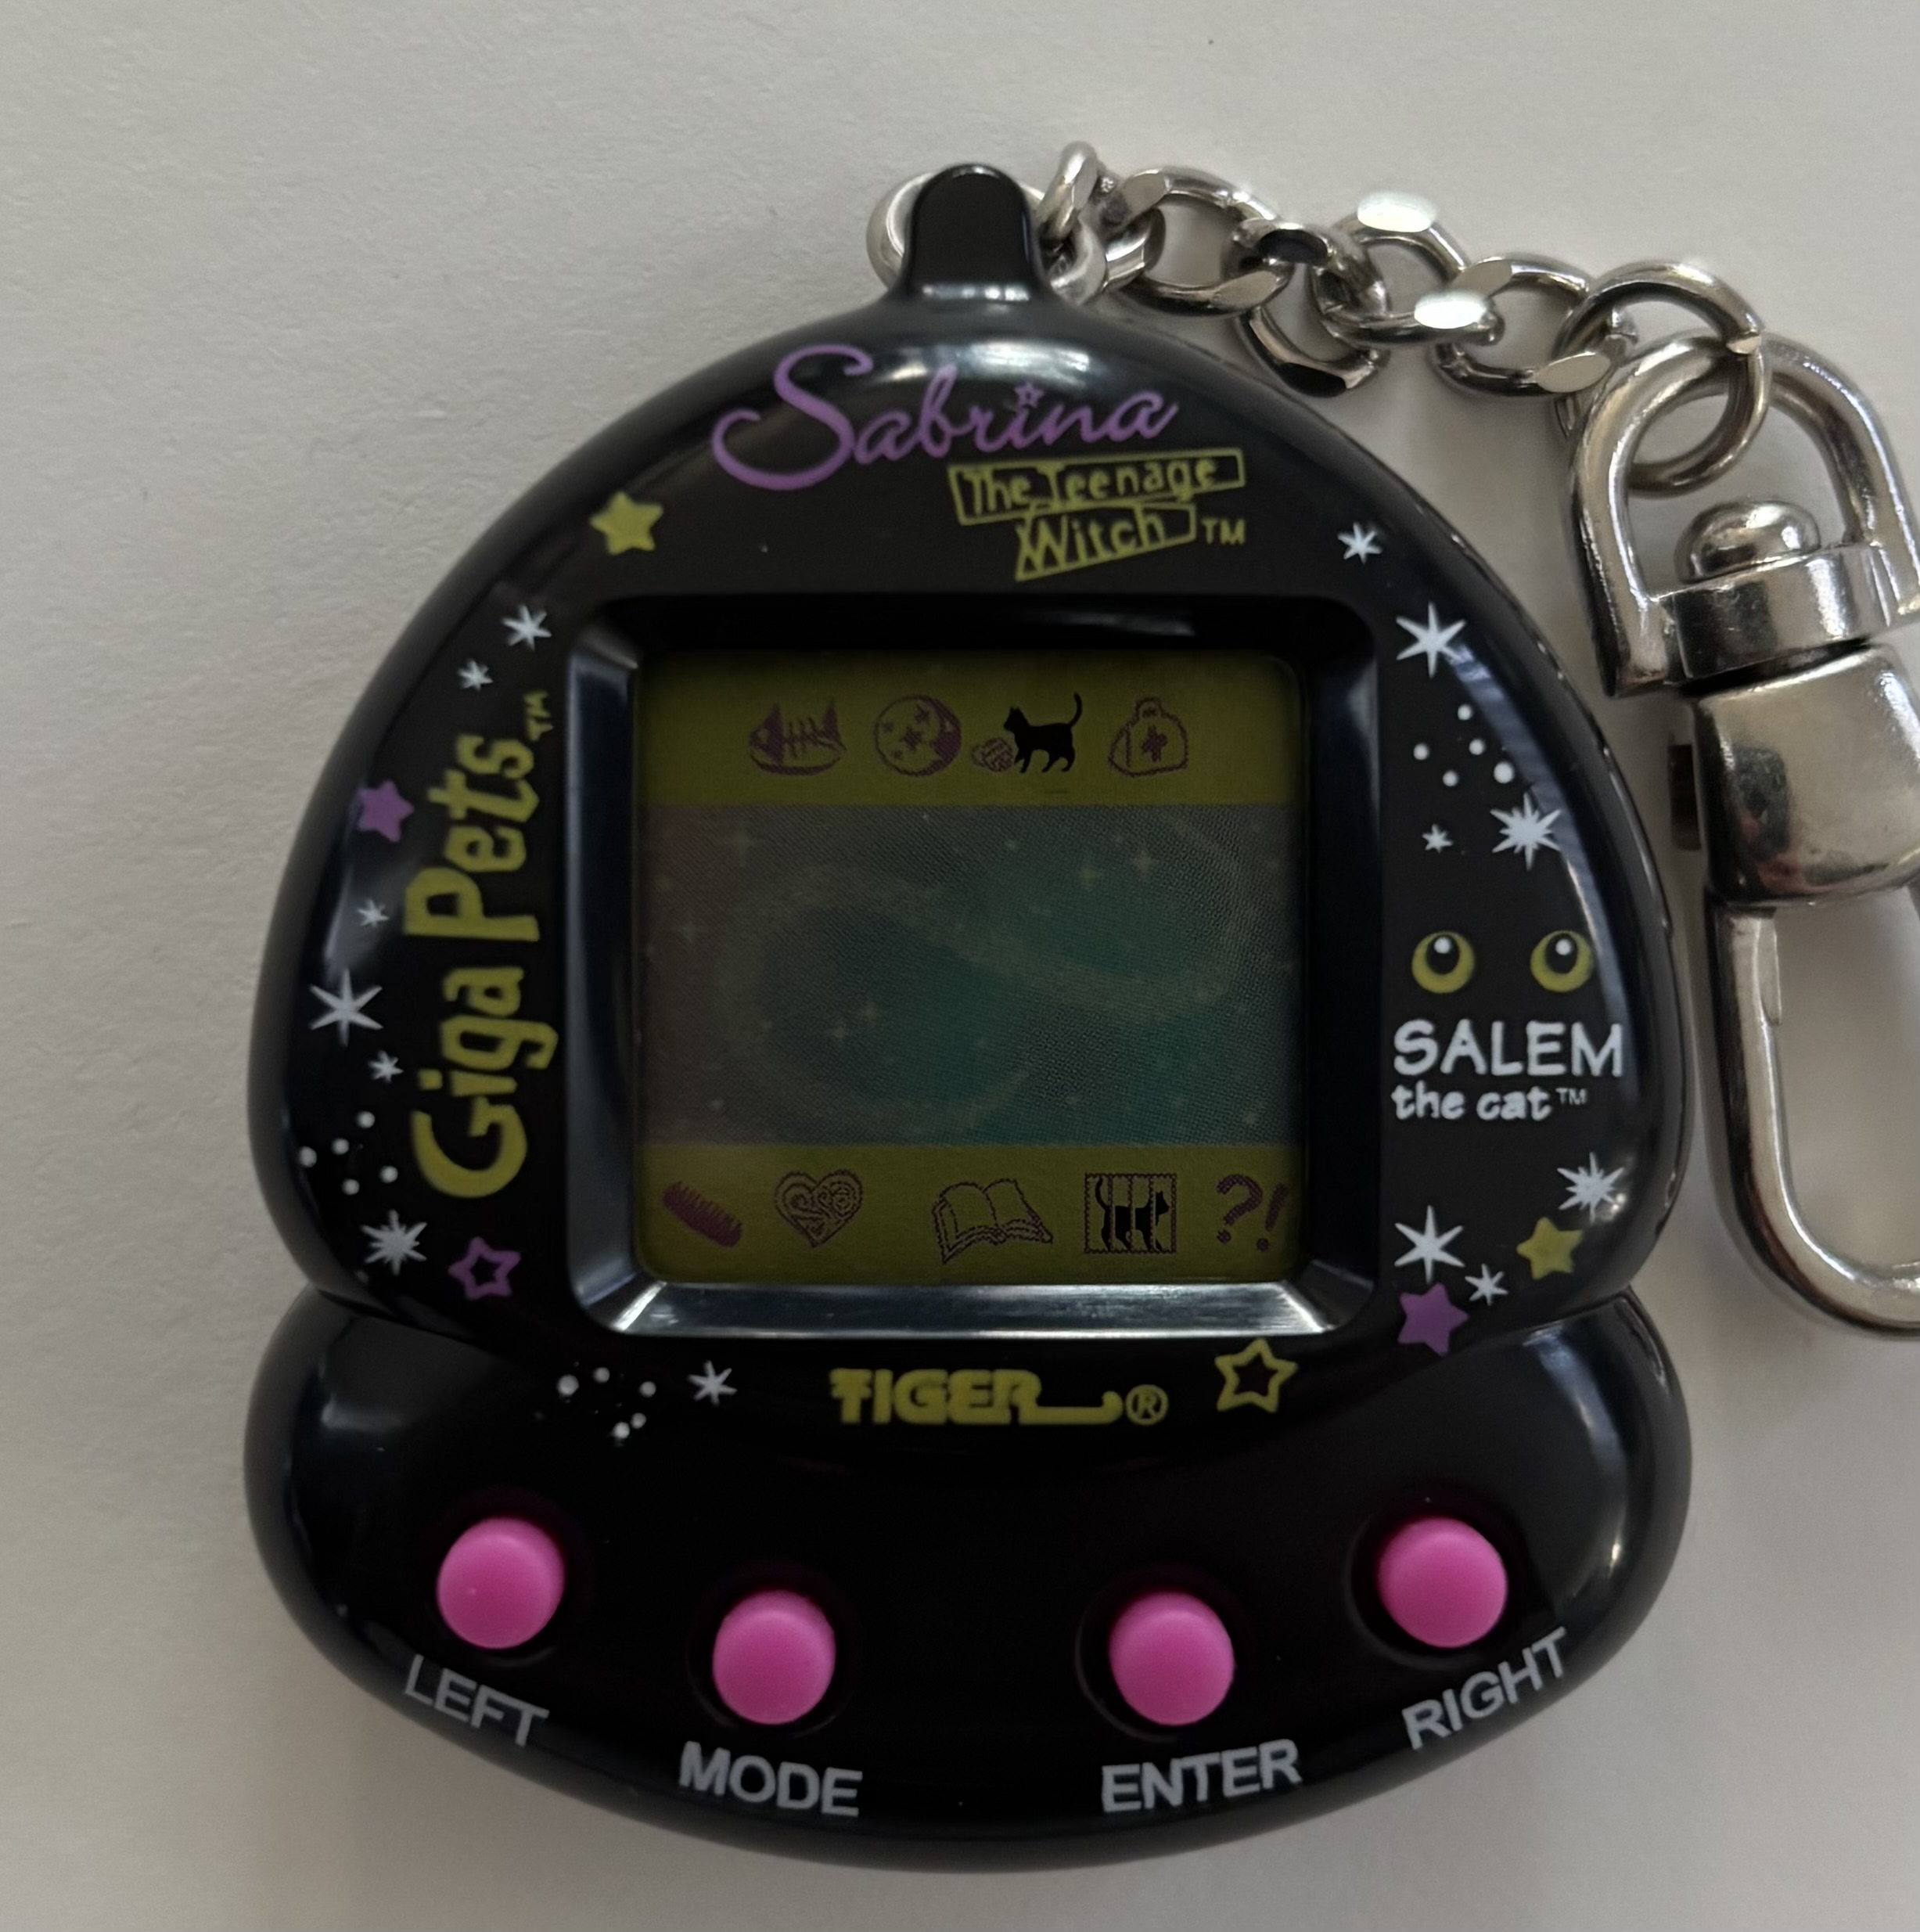 Sabrina
The Teenage
Witch™
Giga Pets™
SALEM
the cat™
?!
TIGER®
LEFT
MODE
ENTER
RIGHT